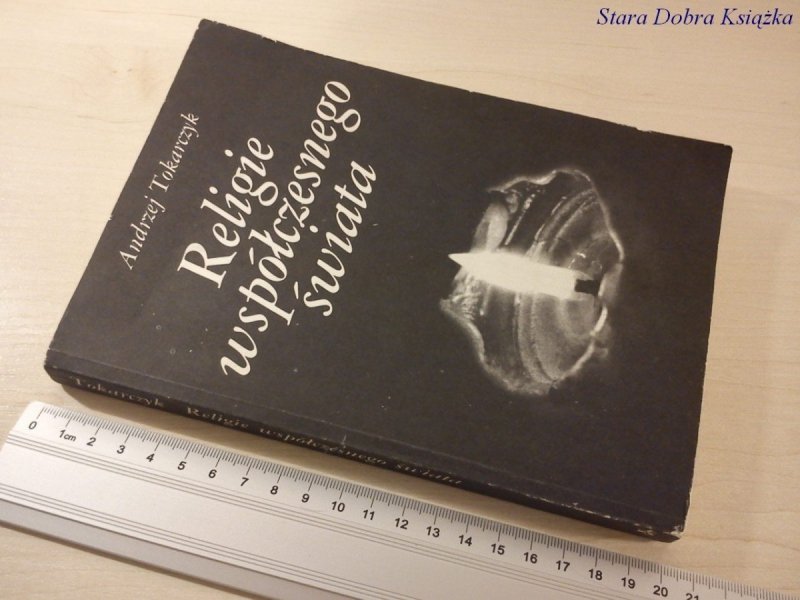 Stara Dobra Książka
Andrzej Tokarczyk
Religie
współczesnego
świata
Tokarczyk Religie współczesnego świata
0 1cm 2 3 4 5 6 7 8 9 10 11 12 13 14 15 16 17 18 19 20 21